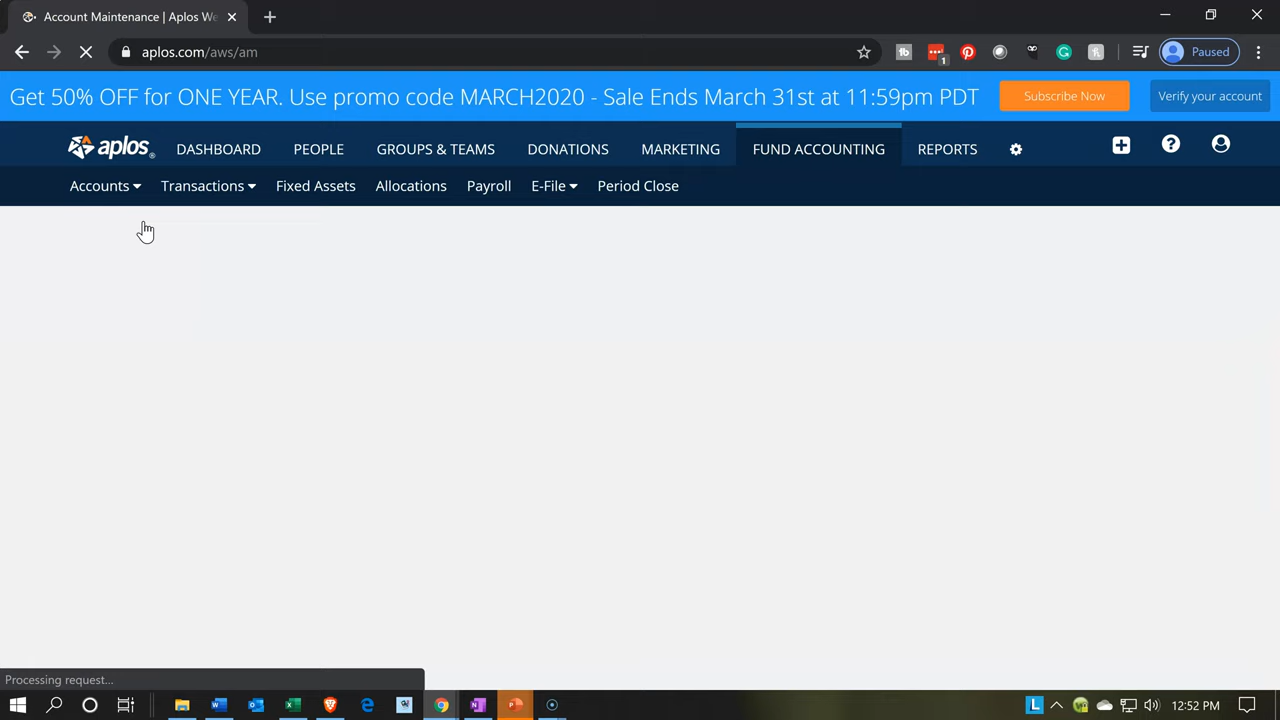 Account Maintenance | Aplos We
aplos.com/aws/am
1
Paused
Get 50% OFF for ONE YEAR. Use promo code MARCH2020 - Sale Ends March 31st at 11:59pm PDT
Subscribe Now
Verify your account
aplos
DASHBOARD
PEOPLE
GROUPS & TEAMS
DONATIONS
MARKETING
FUND ACCOUNTING
REPORTS
Accounts
Transactions
Fixed Assets
Allocations
Payroll
E-File
Period Close
Processing request...
12:52 PM